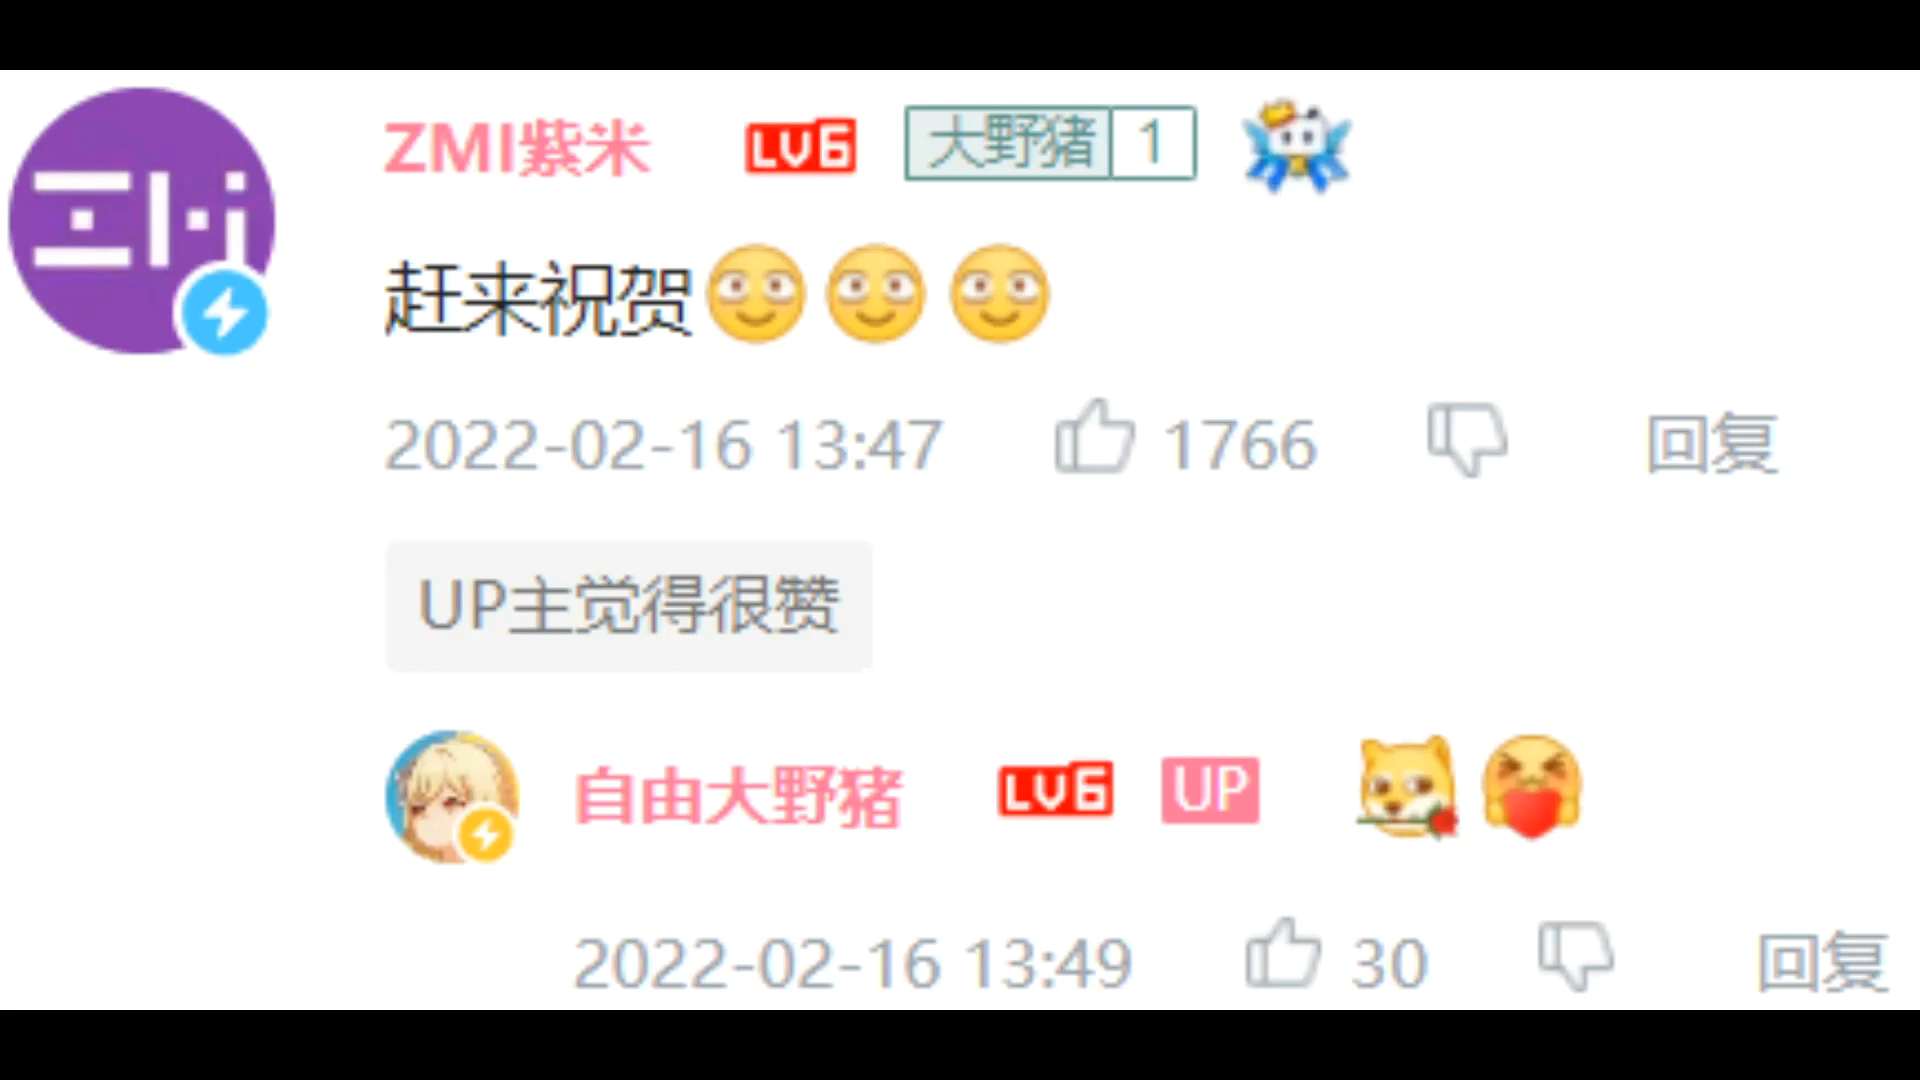 ZMI紫米 LV6 大野猪 1
赶来祝贺
2022-02-16 13:47 1766 回复
UP主觉得很赞
自由大野猪 LV6 UP
2022-02-16 13:49 30 回复